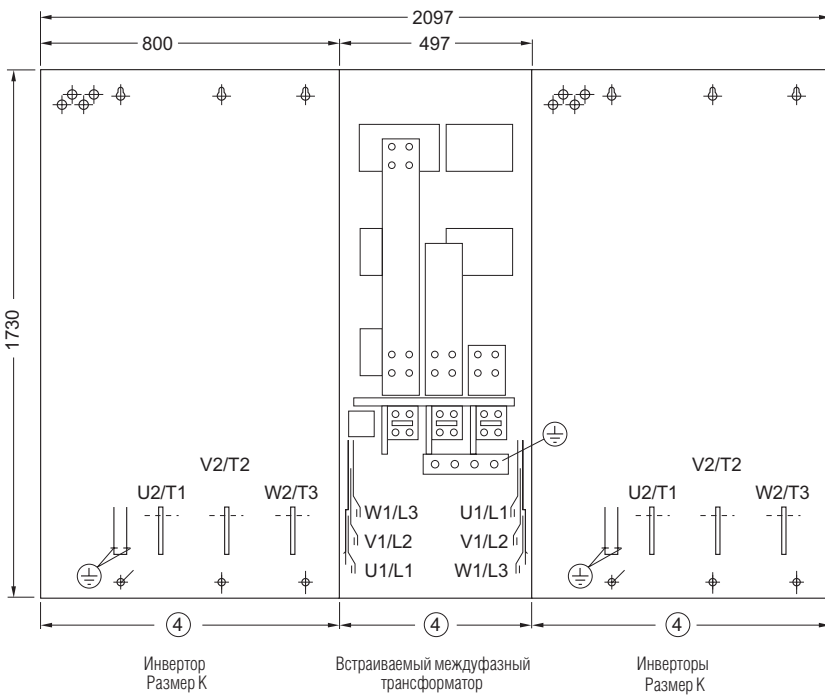 2097
800
497
1730
V2/T2
U2/T1
W2/T3
W1/L3
U1/L1
V1/L2
V1/L2
U1/L1
W1/L3
V2/T2
U2/T1
W2/T3
4
4
4
Инвертор
Размер К
Встраиваемый междуфазный
трансформатор
Инверторы
Размер К